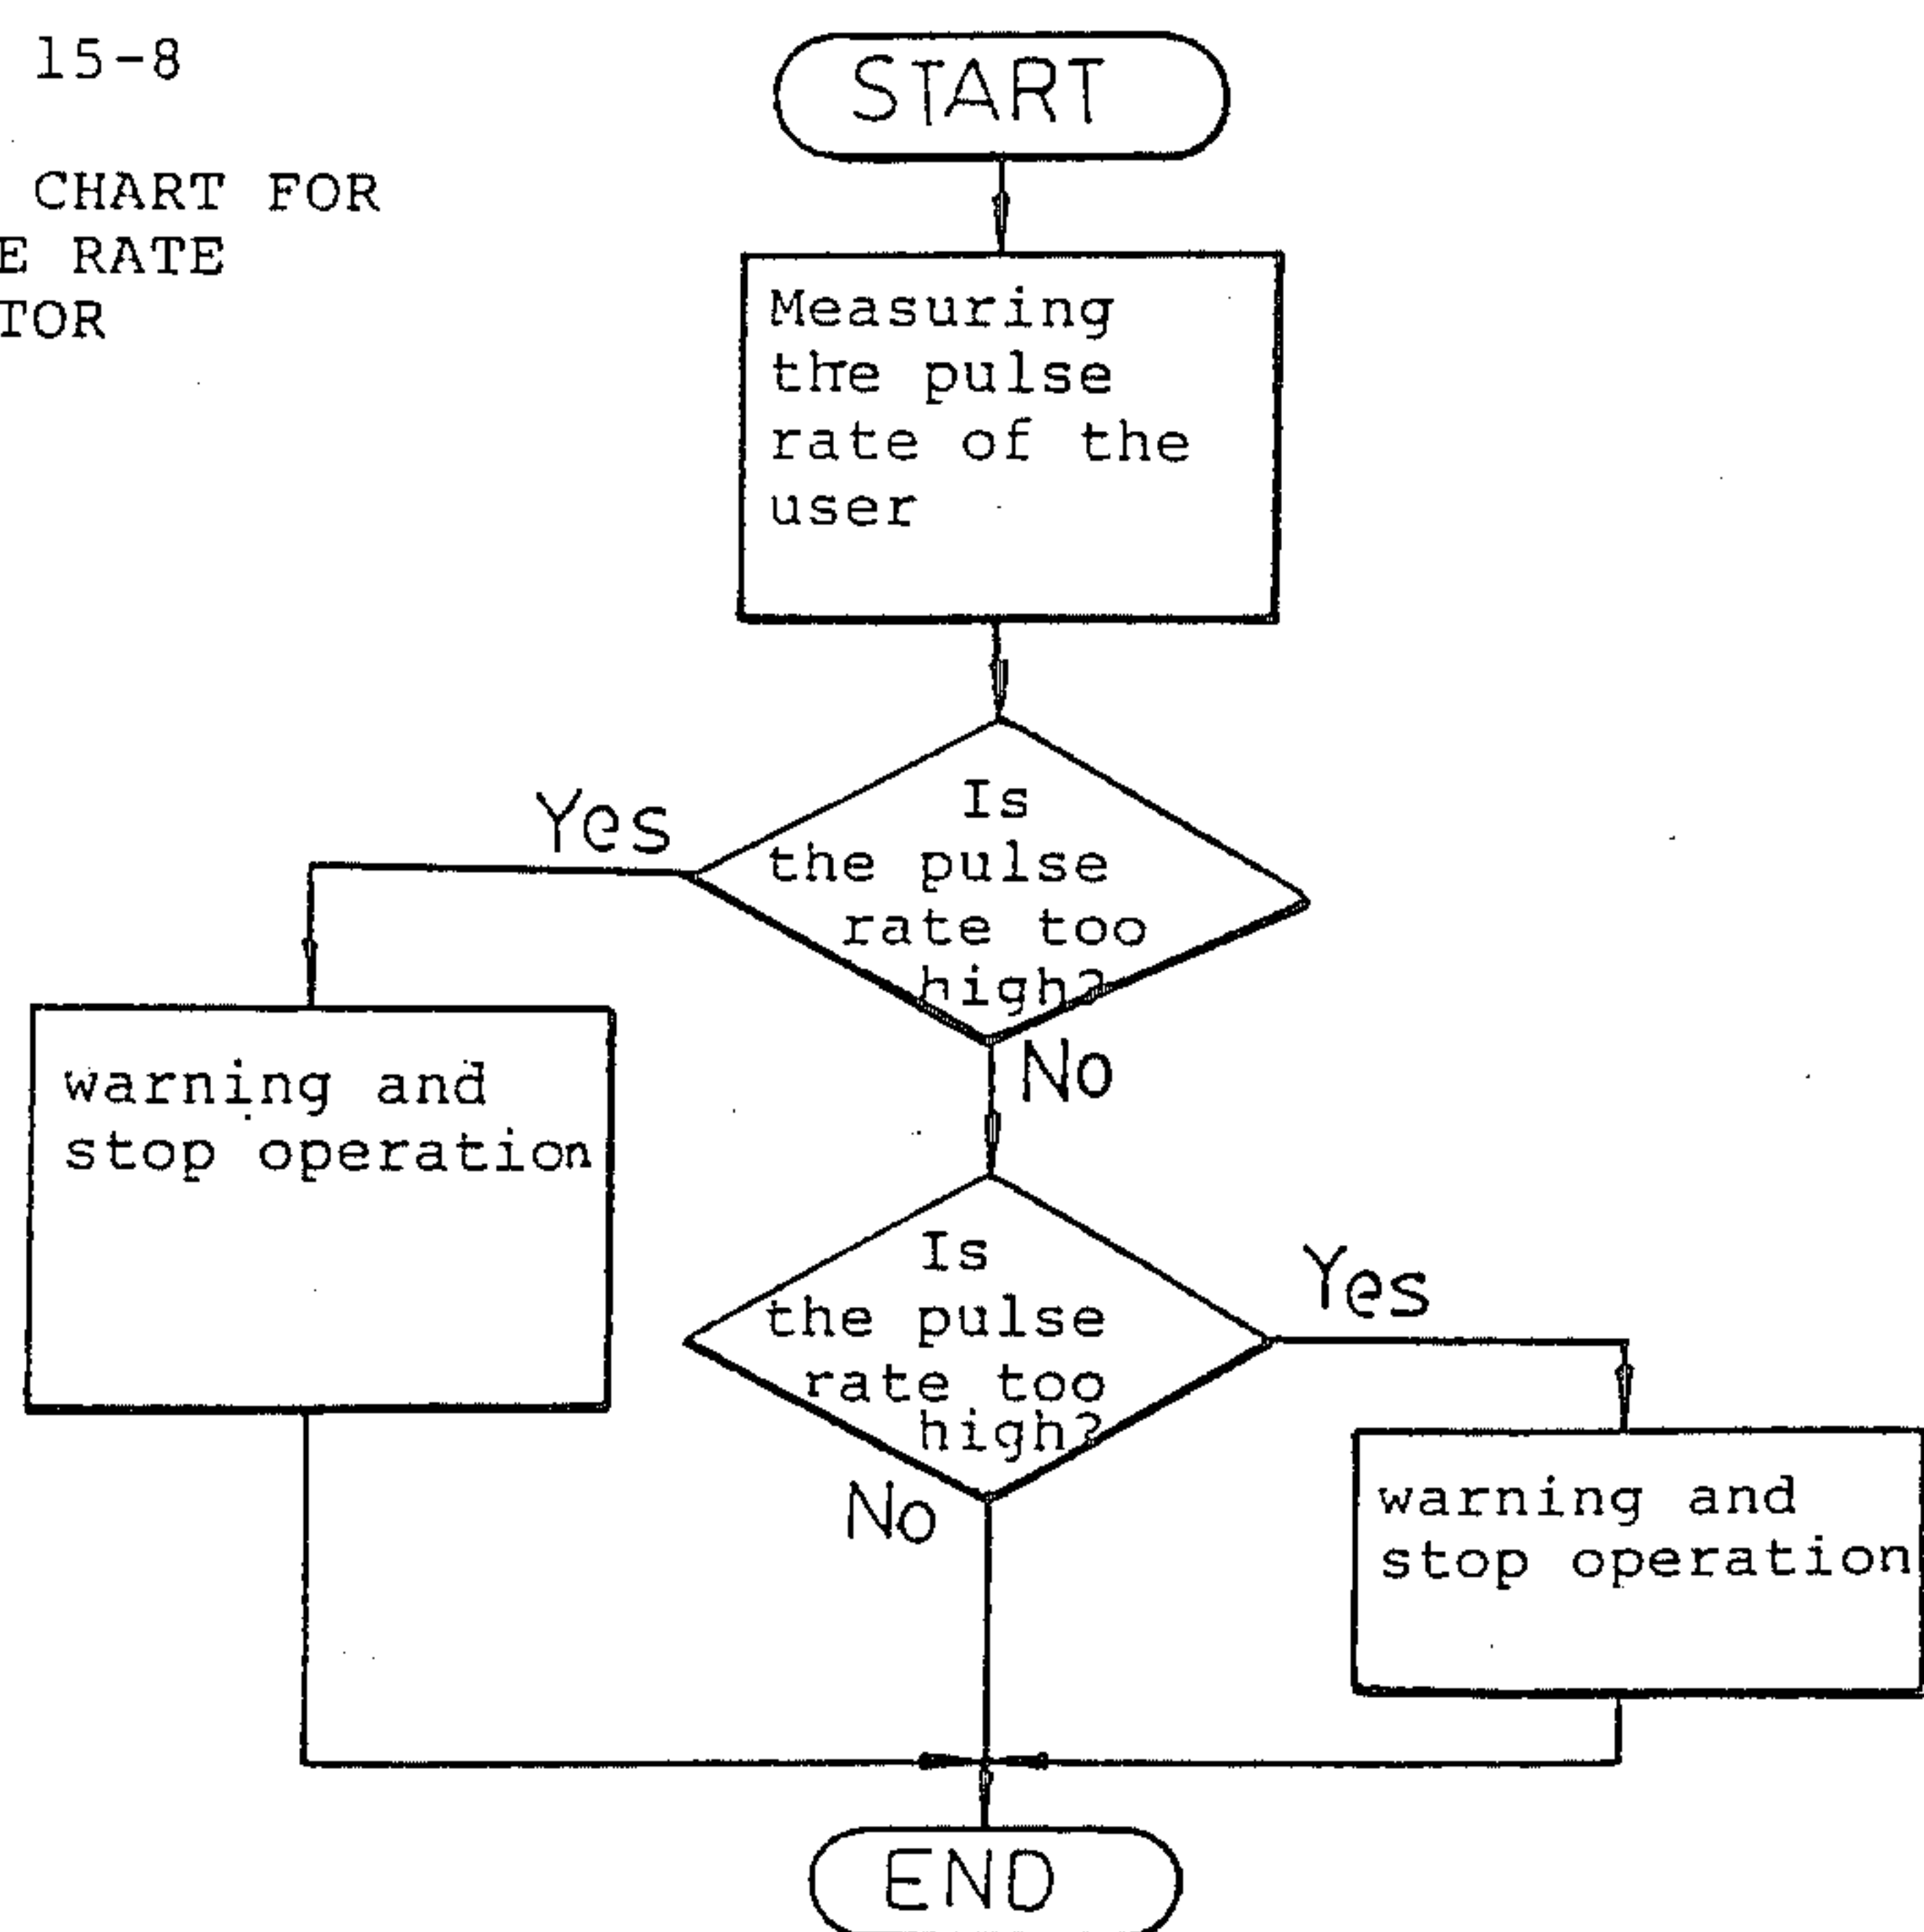 15-8
CHART FOR
E RATE
TOR
START
Measuring
the pulse
rate of the
user
Is
the pulse
rate too
high?
Yes
No
warning and
stop operation
Is
the pulse
rate too
high?
Yes
No
warning and
stop operation
END